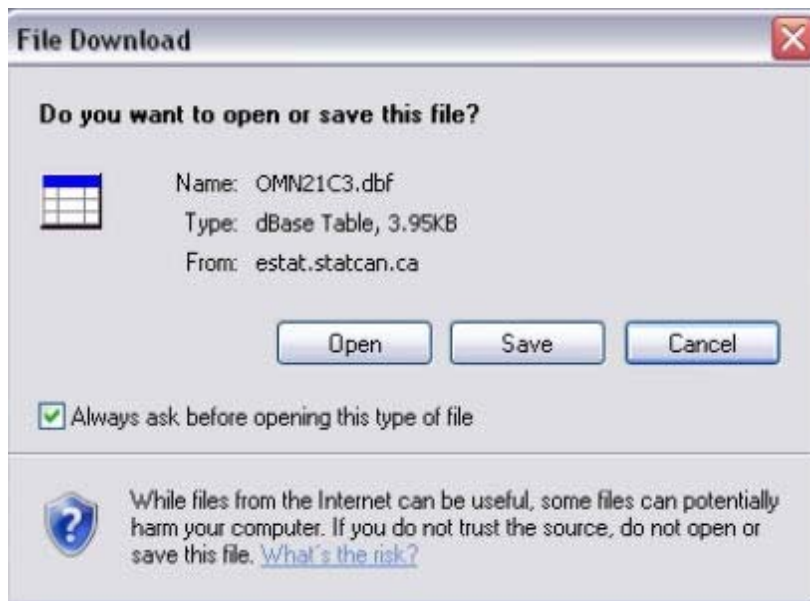 File Download
Do you want to open or save this file?
Name: OMN21C3.dbf
Type: dBase Table, 3.95KB
From: estat.statcan.ca
Open Save Cancel
Always ask before opening this type of file
While files from the Internet can be useful, some files can potentially
harm your computer. If you do not trust the source, do not open or
save this file. What's the risk?